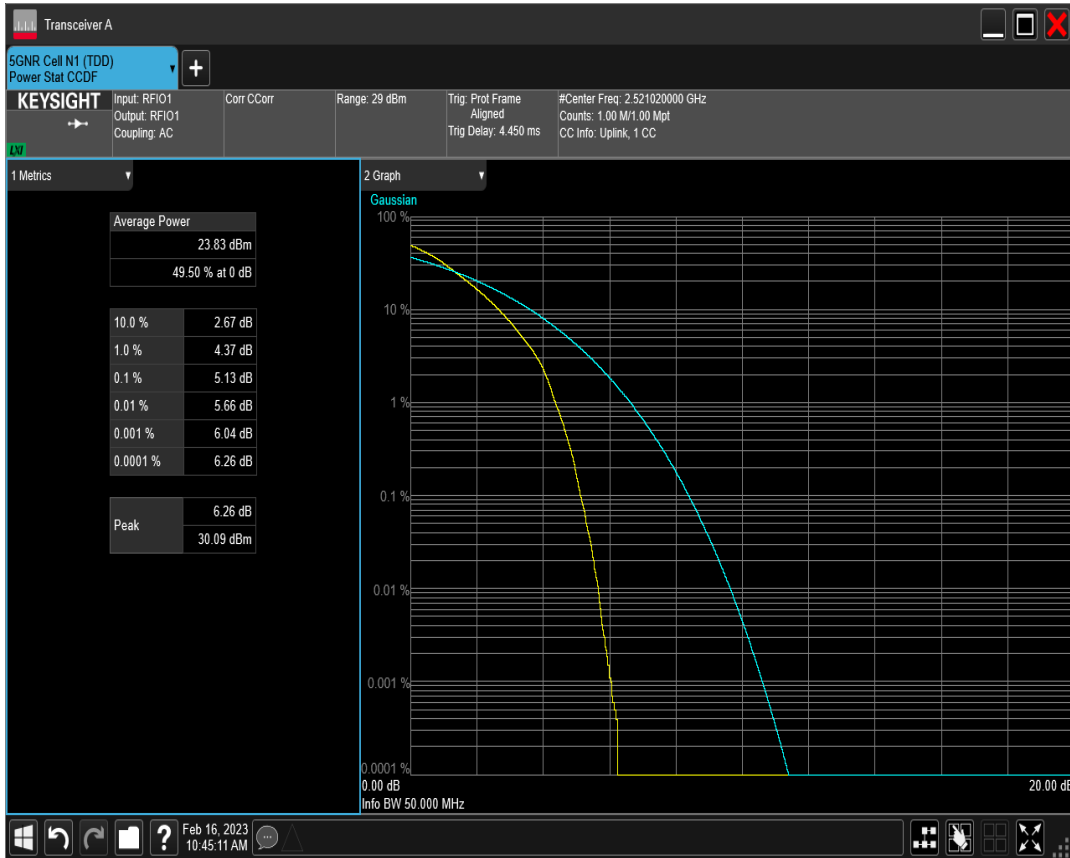 Transceiver A
5GNR Cell N1 (TDD)
Power Stat CCDF
KEYSIGHT
LXI
Input: RFIO1
Output: RFIO1
Coupling: AC
Corr CCorr
Range: 29 dBm
Trig: Prot Frame
Aligned
Trig Delay: 4.450 ms
#Center Freq: 2.521020000 GHz
Counts: 1.00 M/1.00 Mpt
CC Info: Uplink, 1 CC
1 Metrics
Average Power
23.83 dBm
49.50 % at 0 dB
10.0 % 2.67 dB
1.0 % 4.37 dB
0.1 % 5.13 dB
0.01 % 5.66 dB
0.001 % 6.04 dB
0.0001 % 6.26 dB
Peak 6.26 dB
30.09 dBm
2 Graph
Gaussian
100 %
10 %
1 %
0.1 %
0.01 %
0.001 %
0.0001 %
0.00 dB 20.00 dB
Info BW 50.000 MHz
Feb 16, 2023
10:45:11 AM